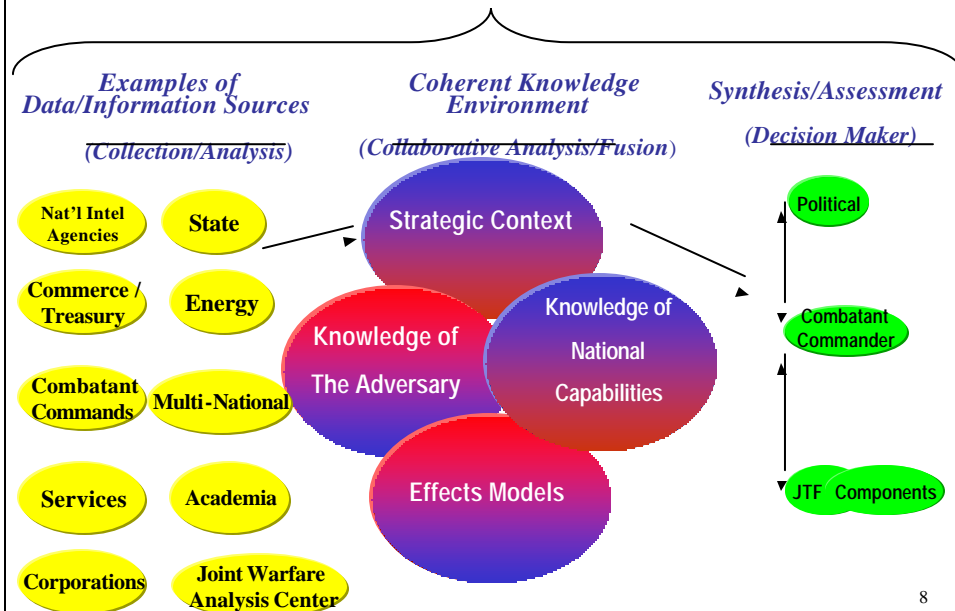 Examples of
Data/Information Sources
(Collection/Analysis)
Coherent Knowledge
Environment
(Collaborative Analysis/Fusion)
Synthesis/Assessment
(Decision Maker)
Nat'l Intel
Agencies
State
Commerce /
Treasury
Energy
Combatant
Commands
Multi-National
Services
Academia
Corporations
Joint Warfare
Analysis Center
Strategic Context
Knowledge of
The Adversary
Knowledge of
National
Capabilities
Effects Models
Political
Combatant
Commander
JTF Components
8